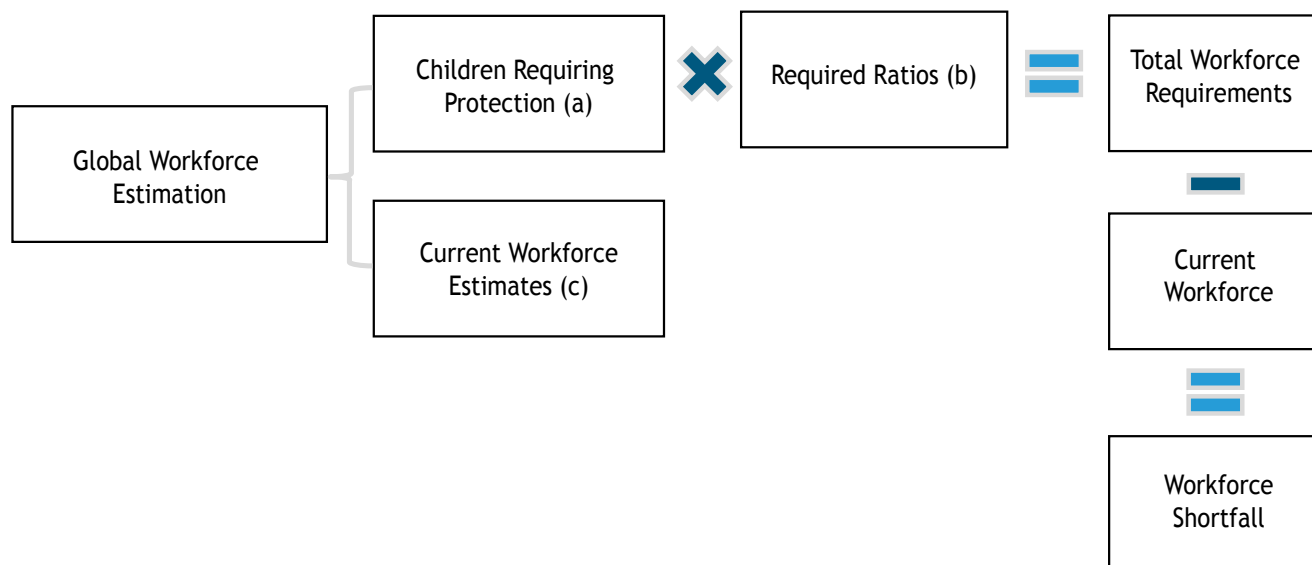 Global Workforce
Estimation
Children Requiring
Protection (a)
Required Ratios (b)
Total Workforce
Requirements
Current Workforce
Estimates (c)
Current
Workforce
Workforce
Shortfall